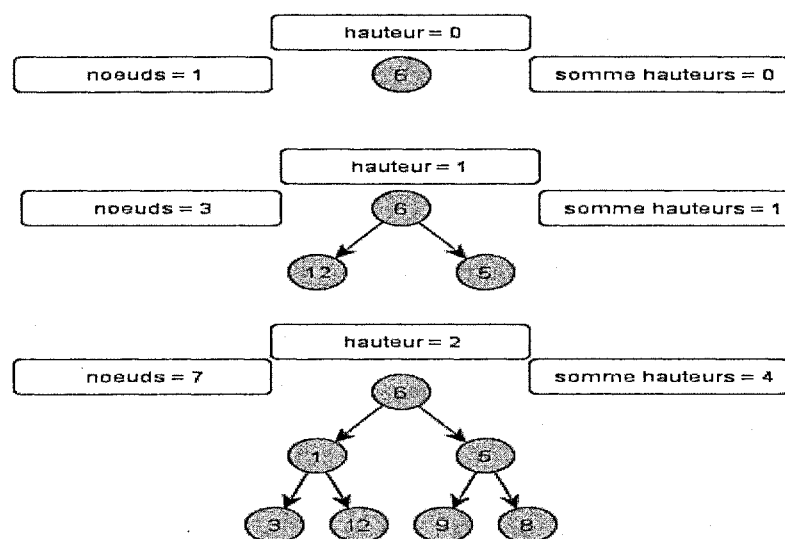 hauteur = 0
noeuds = 1
6
somme hauteurs = 0
hauteur = 1
noeuds = 3
6
somme hauteurs = 1
12
5
hauteur = 2
noeuds = 7
6
somme hauteurs = 4
1
5
3
12
9
8